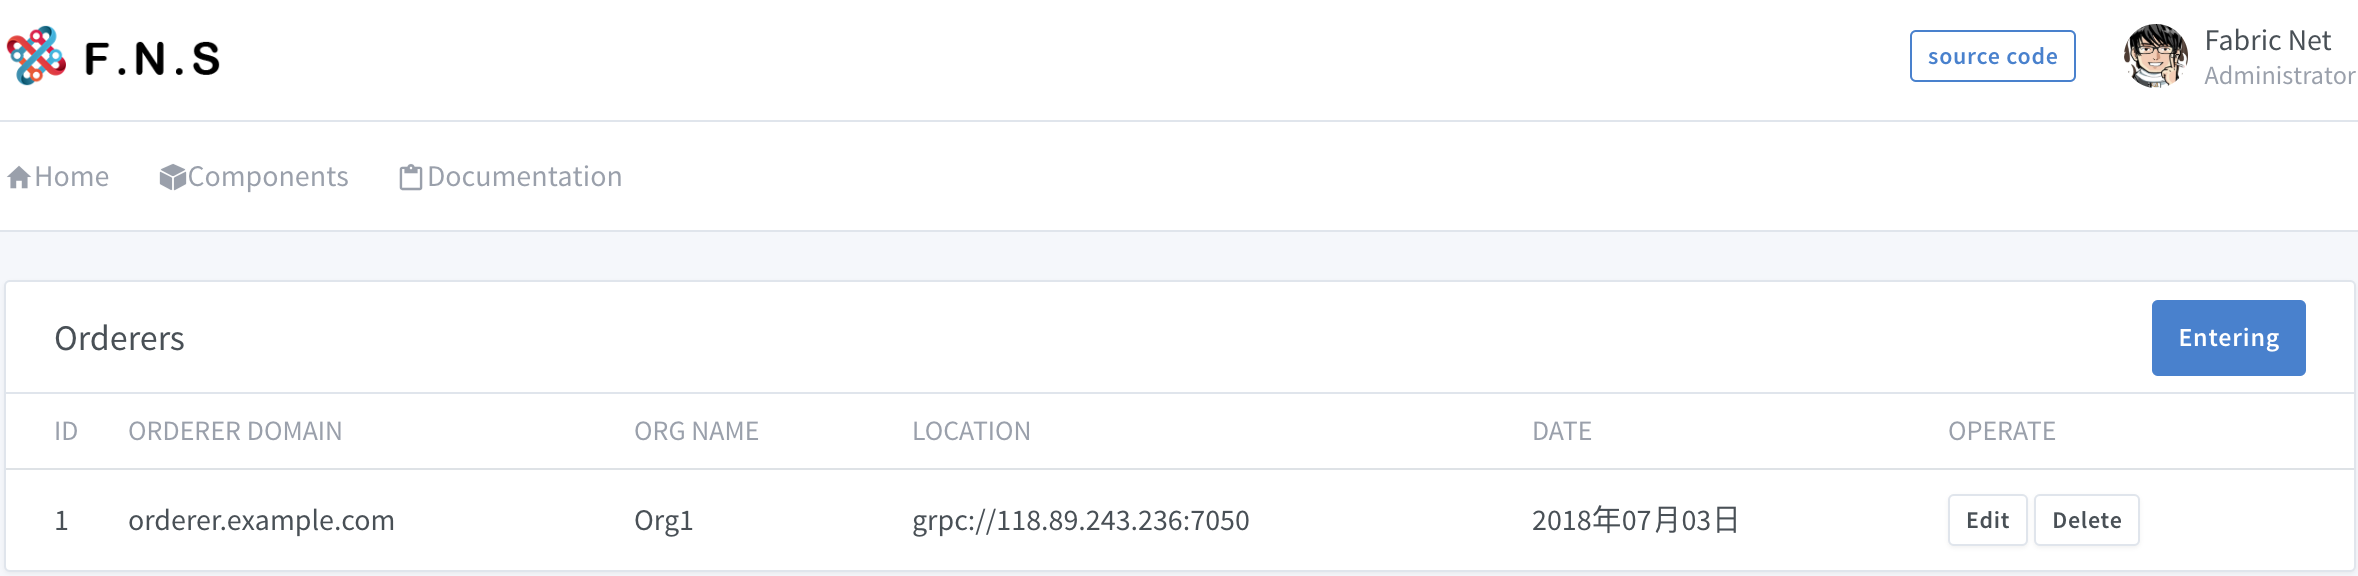 F.N.S
source code
Fabric Net
Administrator
Home Components Documentation
Orderers
Entering
ID ORDERER DOMAIN ORG NAME LOCATION DATE OPERATE
1 orderer.example.com Org1 grpc://118.89.243.236:7050 2018年07月03日 Edit Delete